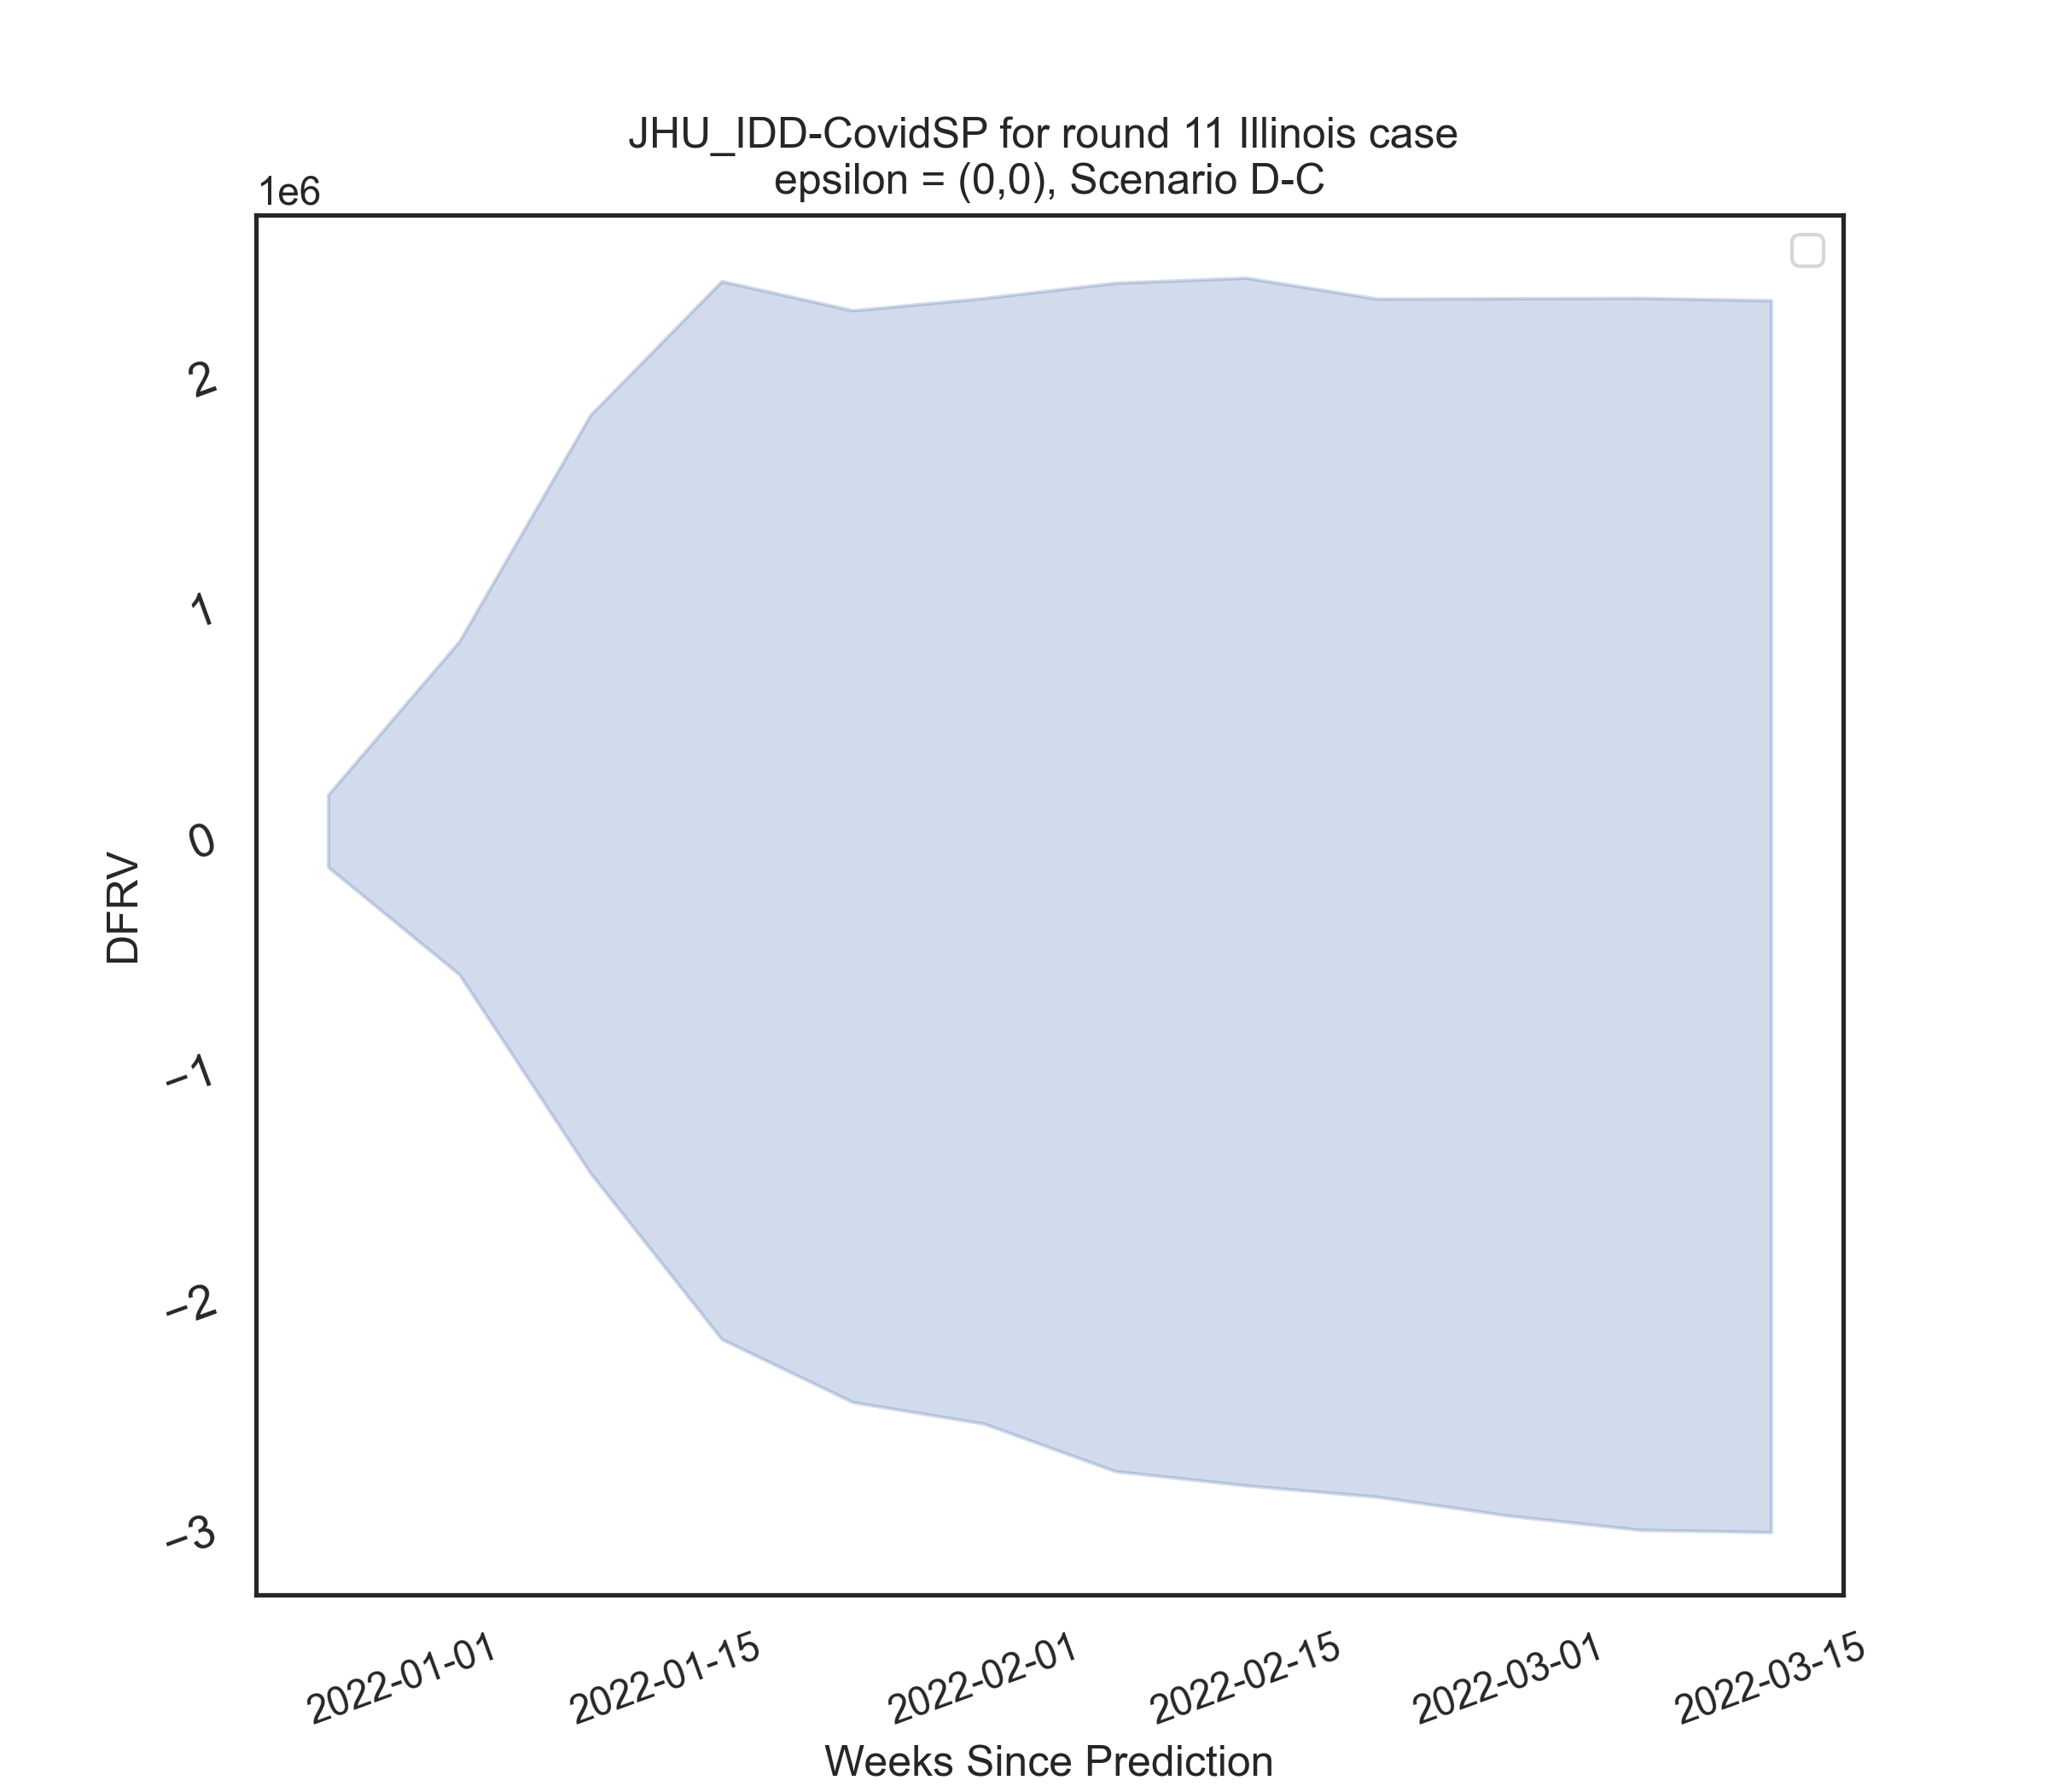 JHU_IDD-CovidSP for round 11 Illinois case
epsilon = (0,0), Scenario D-C
1e6
2
1
0
−1
−2
−3
DFRV
2022-01-01
2022-01-15
2022-02-01
2022-02-15
2022-03-01
2022-03-15
Weeks Since Prediction